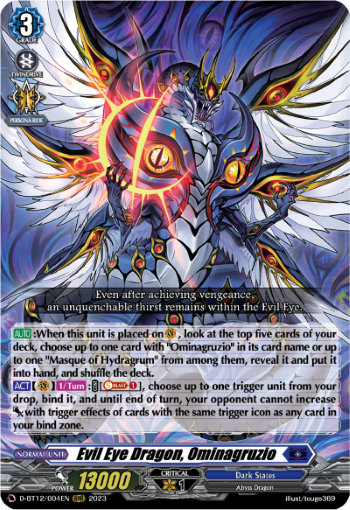 3
GRADE
TWINDRIVE
PERSONA RIDE
Even after achieving vengeance,
an unquenchable thirst remains within the Evil Eye.
AUTO:When this unit is placed on , look at the top five cards of your
deck, choose up to one card with "Ominagruzio" in its card name or up
to one "Masque of Hydragrum" from among them, reveal it and put it
into hand, and shuffle the deck.
ACT [ ] 1/Turn : [ BLAST 1], choose up to one trigger unit from your
drop, bind it, and until end of turn, your opponent cannot increase
with trigger effects of cards with the same trigger icon as any card in
your bind zone.
NORMAL UNIT
Evil Eye Dragon, Ominagruzio
POWER 13000
CRITICAL
1
Dark States
Abyss Dragon
D-BT12/004EN RRR 2023
illust/touge369